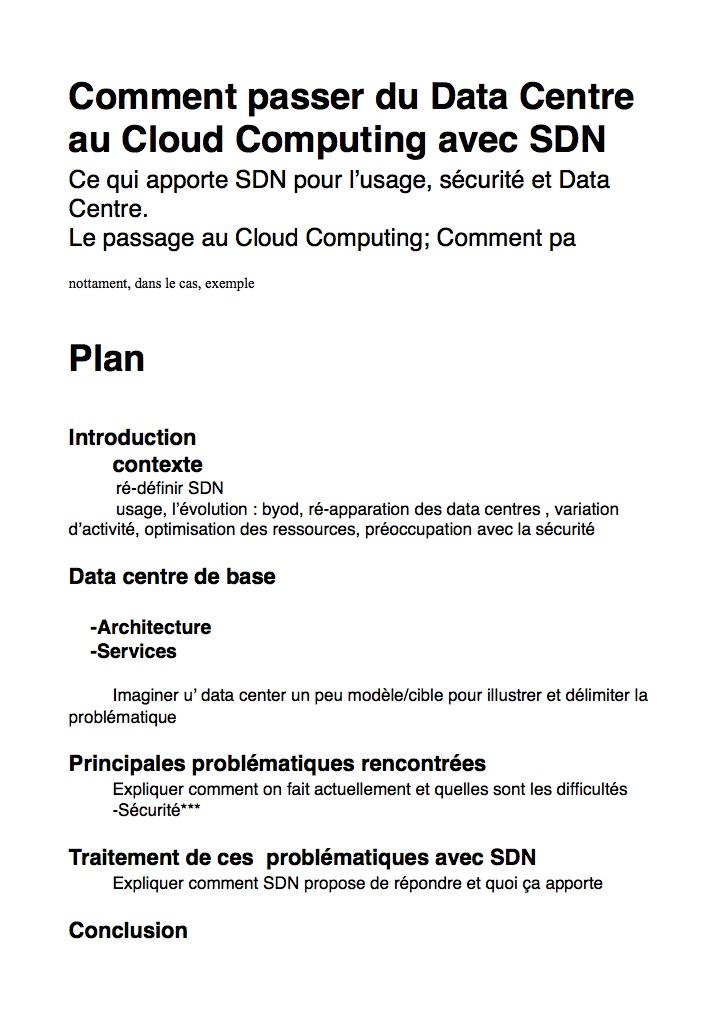 Comment passer du Data Centre
au Cloud Computing avec SDN
Ce qui apporte SDN pour l’usage, sécurité et Data
Centre.
Le passage au Cloud Computing; Comment pa
nottament, dans le cas, exemple
Plan
Introduction
contexte
ré-définir SDN
usage, l’évolution : byod, ré-apparation des data centres , variation
d’activité, optimisation des ressources, préoccupation avec la sécurité
Data centre de base
-Architecture
-Services
Imaginer u’ data center un peu modèle/cible pour illustrer et délimiter la
problématique
Principales problématiques rencontrées
Expliquer comment on fait actuellement et quelles sont les difficultés
-Sécurité***
Traitement de ces  problématiques avec SDN
Expliquer comment SDN propose de répondre et quoi ça apporte
Conclusion